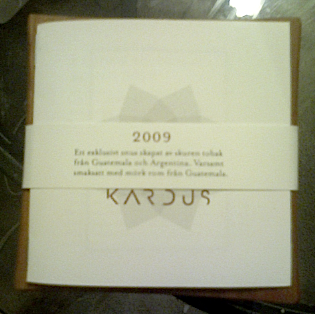 2009
Ett exklusivt snus skapat av skuren tobak
från Guatemala och Argentina. Varsamt
smaksatt med mörk rom från Guatemala.
KARDUS